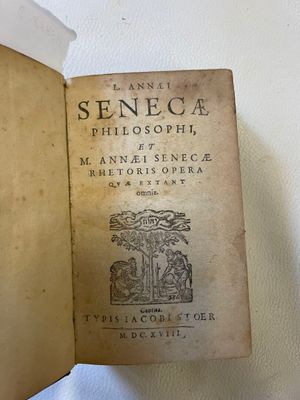 L. ANNÆI
SENECÆ
PHILOSOPHI,
ET
M. ANNÆI SENECÆ
RHETORIS OPERA
QVÆ EXTANT
omnia.
TYPIS IACOBI STOER
M. DC. XVIII.